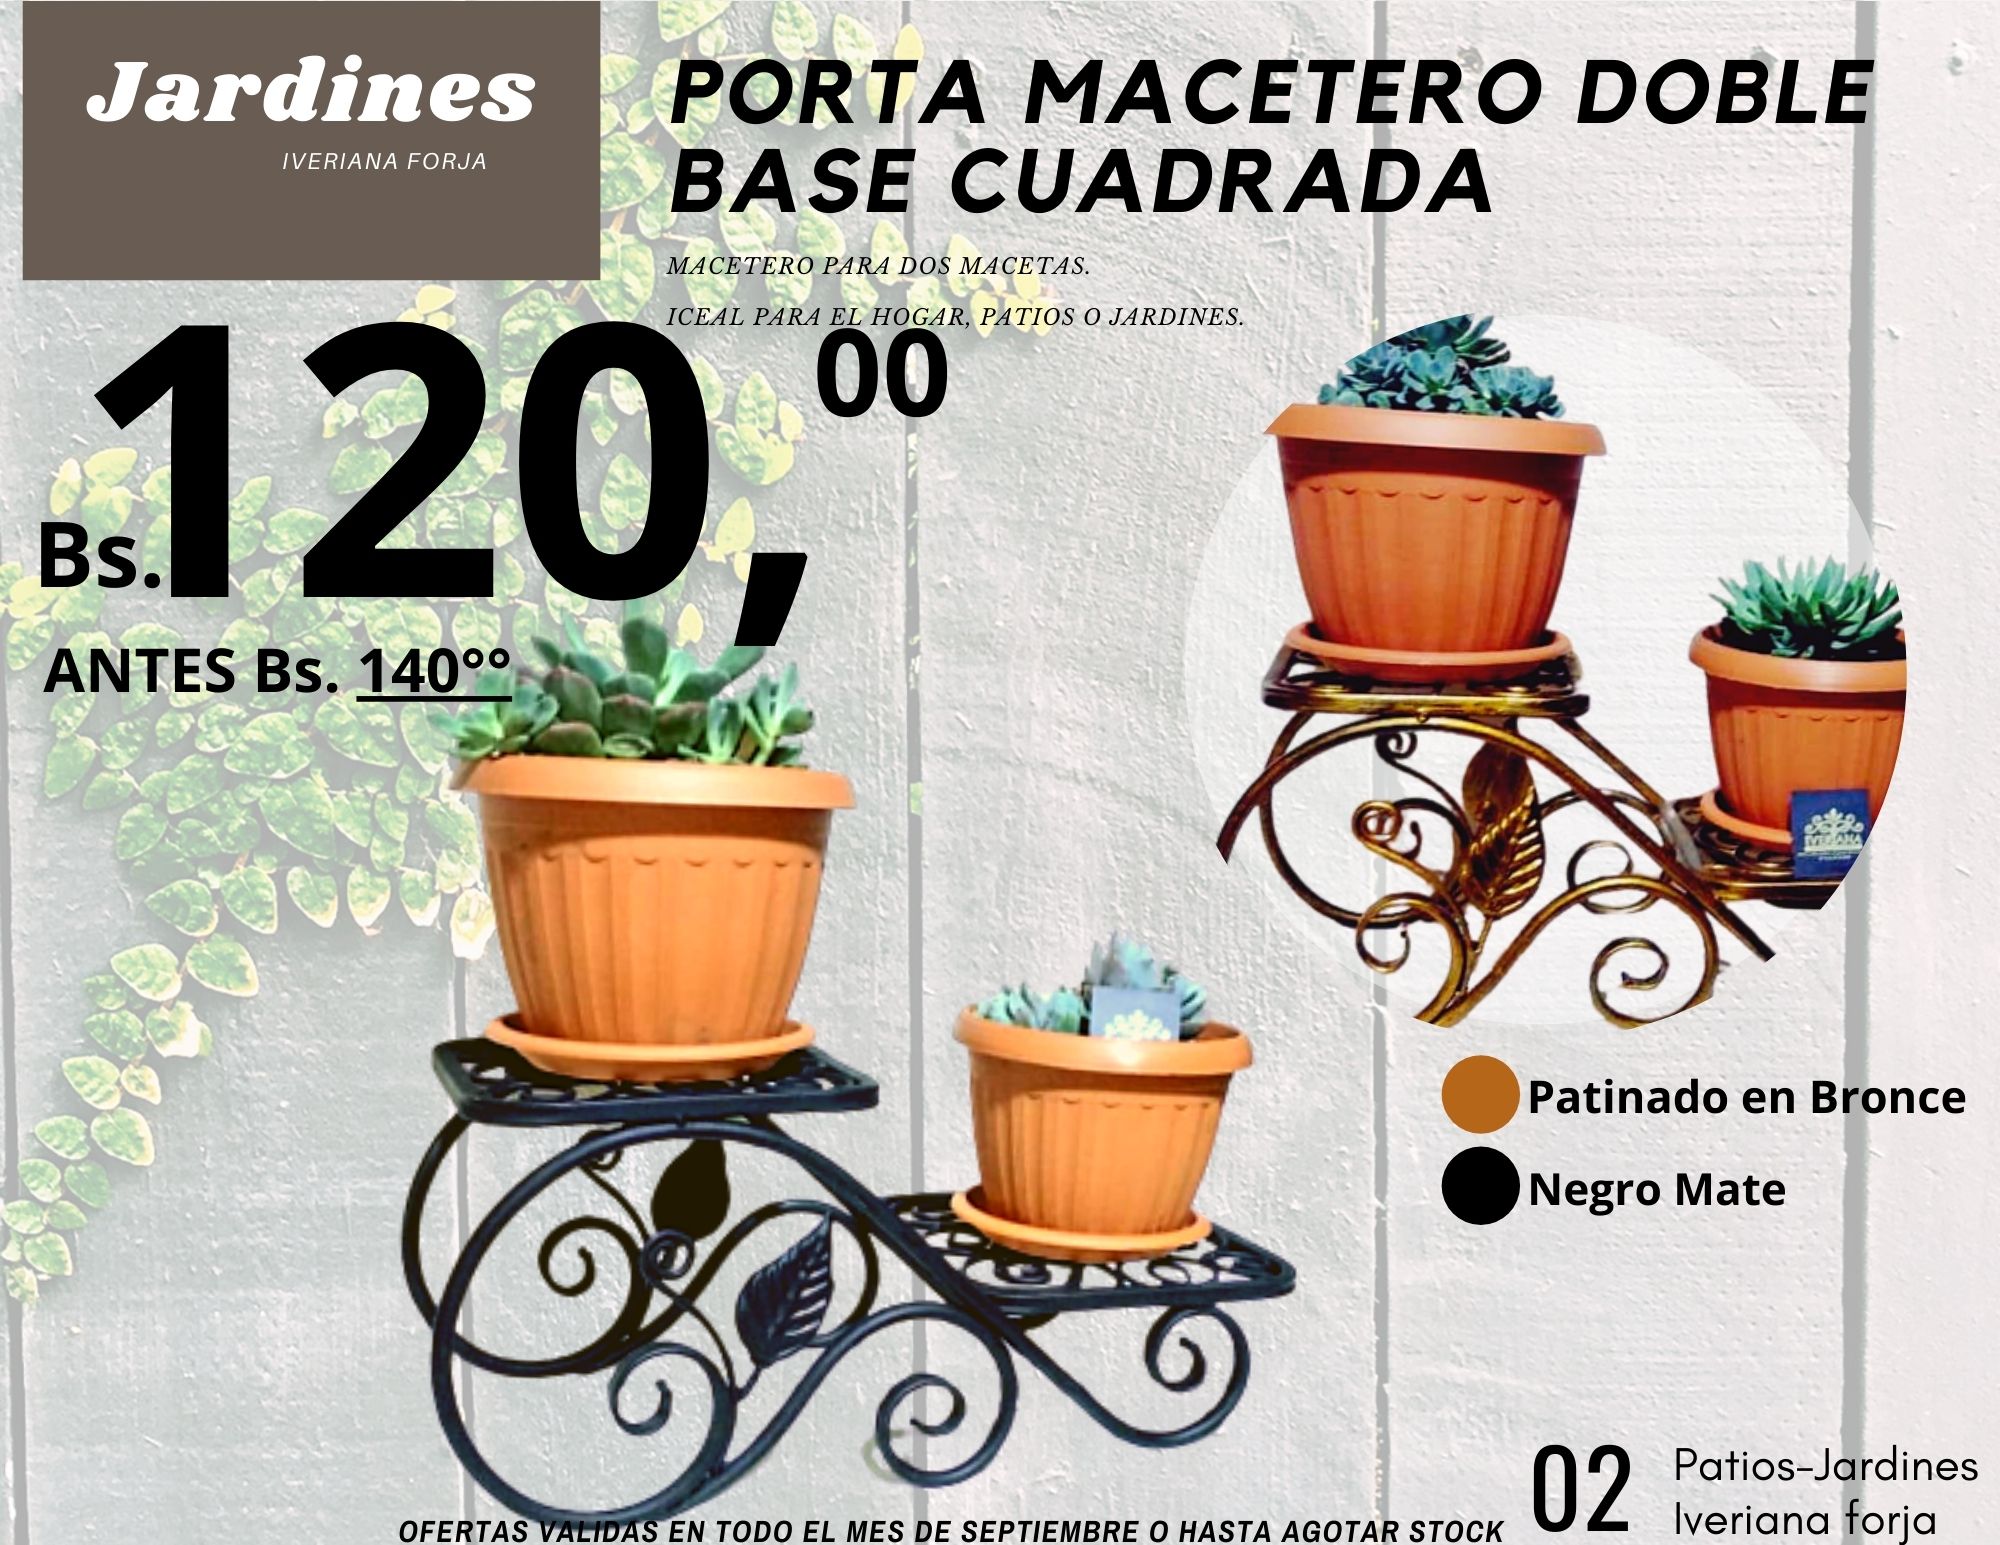 Jardines
IVERIANA FORJA
PORTA MACETERO DOBLE
BASE CUADRADA
MACETERO PARA DOS MACETAS.
ICEAL PARA EL HOGAR, PATIOS O JARDINES.
Bs.120,00
ANTES Bs. 140°°
IVERIANA
Patinado en Bronce
Negro Mate
OFERTAS VALIDAS EN TODO EL MES DE SEPTIEMBRE O HASTA AGOTAR STOCK
02
Patios-Jardines
Iveriana forja